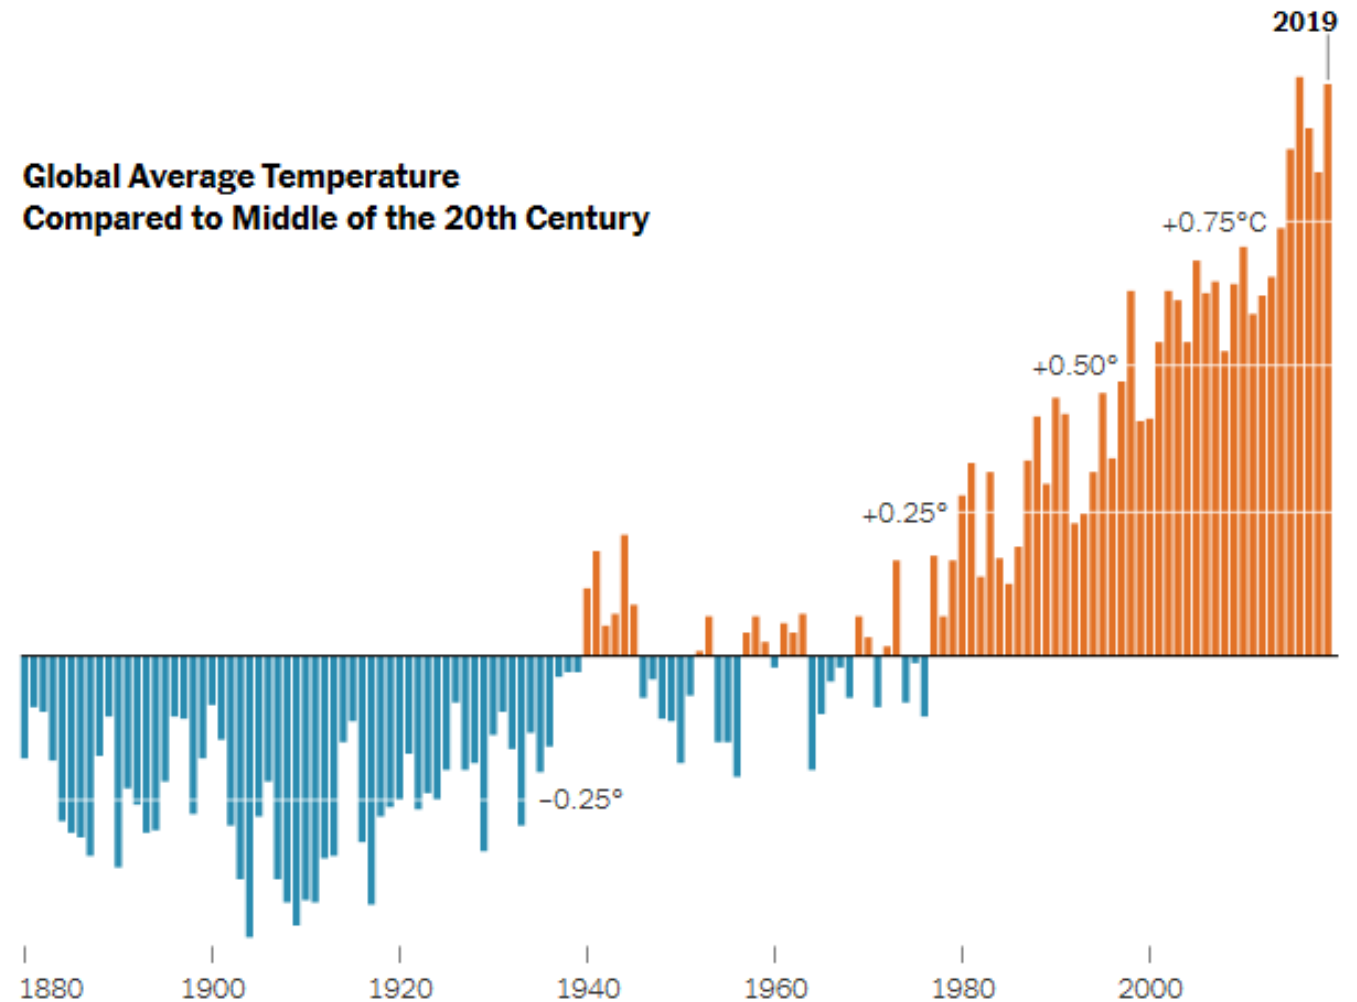 2019
Global Average Temperature
Compared to Middle of the 20th Century
+0.75°C
+0.50°
+0.25°
−0.25°
1880 1900 1920 1940 1960 1980 2000